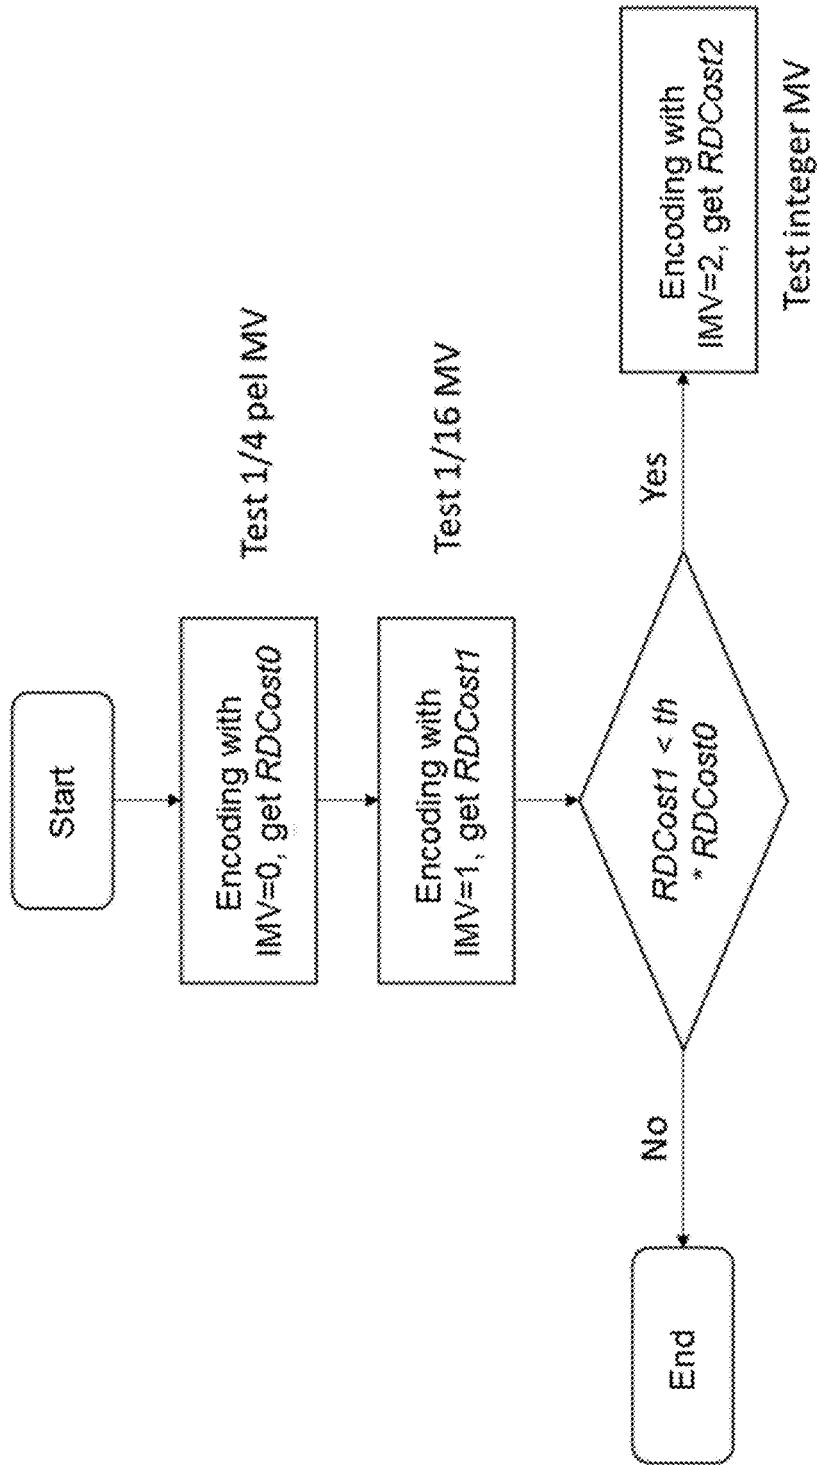 Start
Encoding with
IMV=0, get RDCost0
Test 1/4 pel MV
Encoding with
IMV=1, get RDCost1
Test 1/16 MV
RDCost1 < th
* RDCost0
No
End
Yes
Encoding with
IMV=2, get RDCost2
Test integer MV